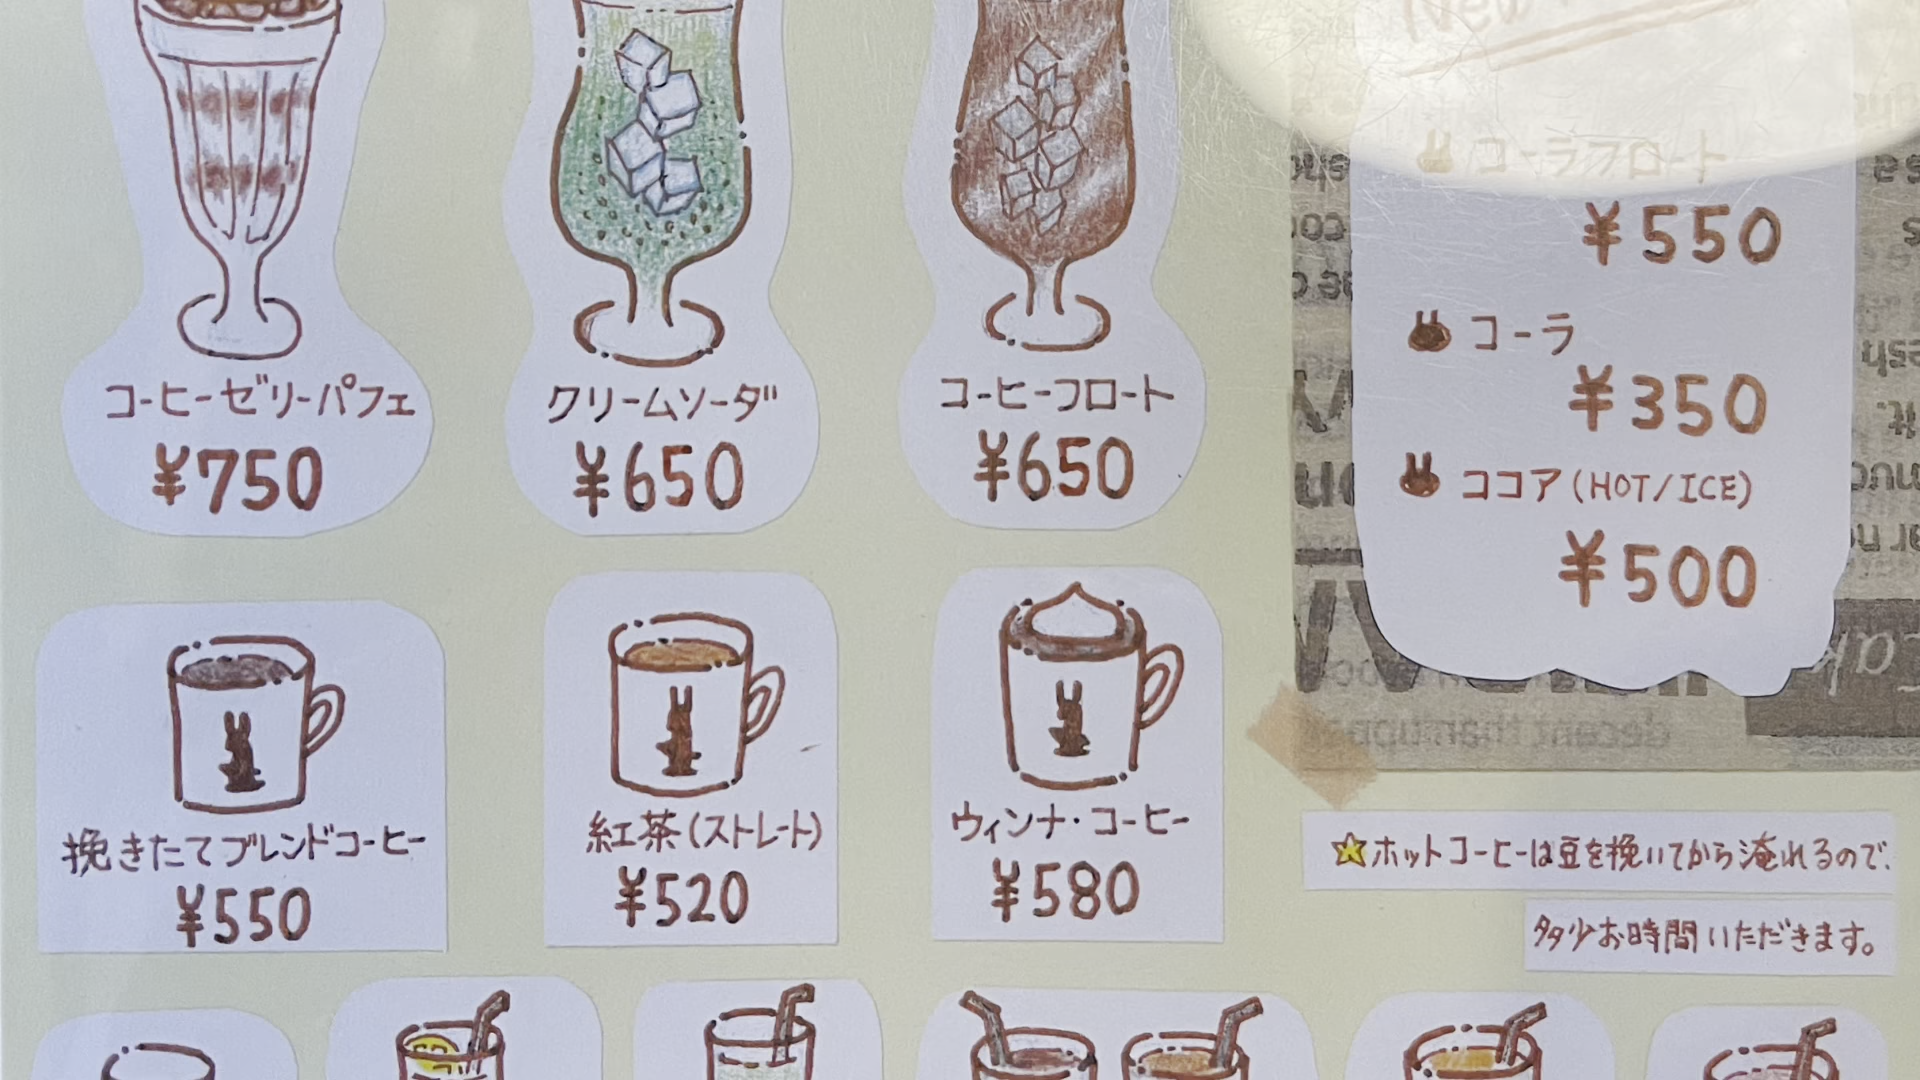 コーヒーゼリーパフェ
¥750
クリームソーダ
¥650
コーヒーフロート
¥650
New
コーラフロート
¥550
コーラ
¥350
ココア(HOT/ICE)
¥500
挽きたてブレンドコーヒー
¥550
紅茶(ストレート)
¥520
ウィンナ・コーヒー
¥580
decent than upper
☆ホットコーヒーは豆を挽いてから淹れるので、
多少お時間いただきます。